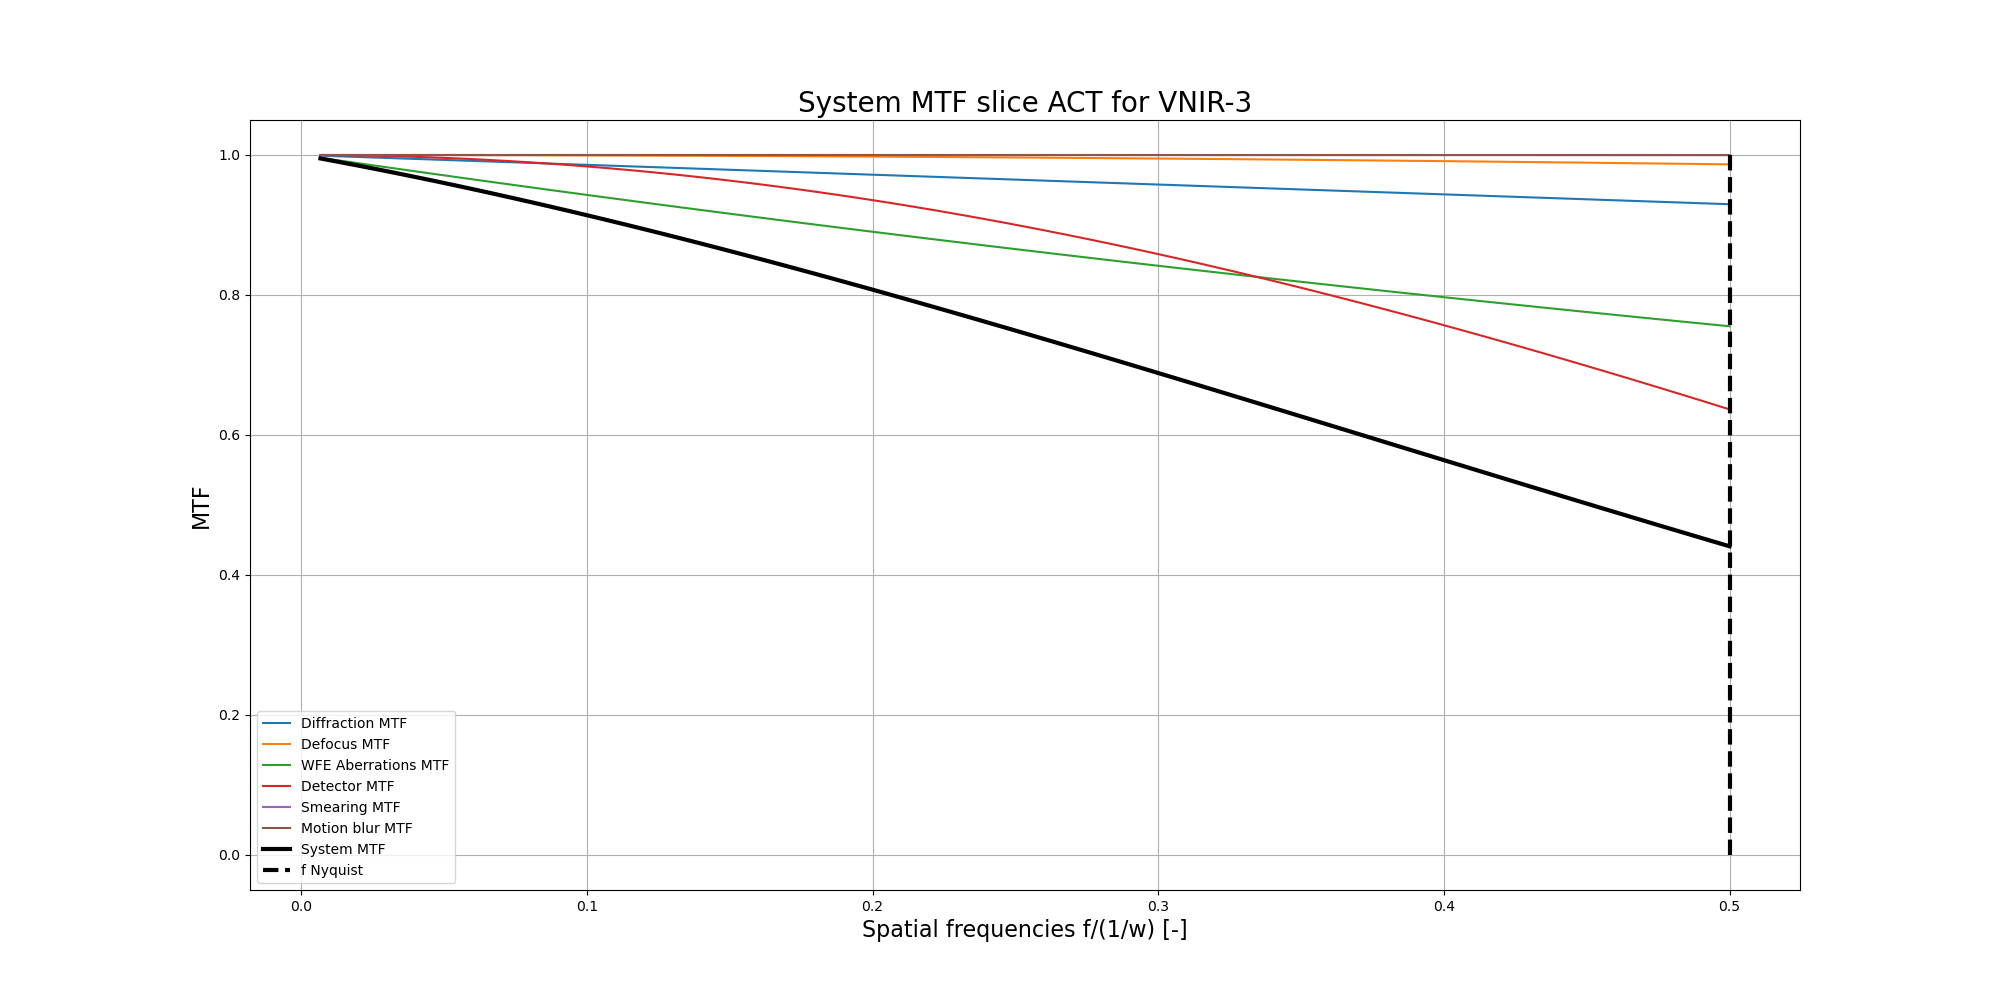 System MTF slice ACT for VNIR-3
1.0
0.8
0.6
0.4
0.2
0.0
MTF
Diffraction MTF
Defocus MTF
WFE Aberrations MTF
Detector MTF
Smearing MTF
Motion blur MTF
System MTF
f Nyquist
0.0 0.1 0.2 0.3 0.4 0.5
Spatial frequencies f/(1/w) [-]